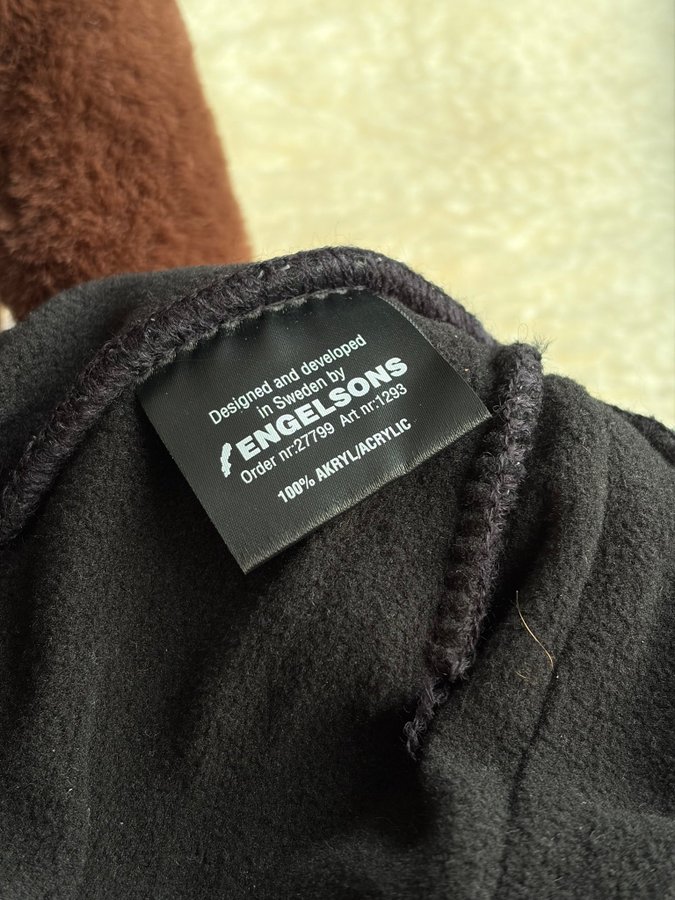 Designed and developed
in Sweden by
ENGELSONS
Order nr:27799 Art nr:1293
100% AKRYL/ACRYLIC